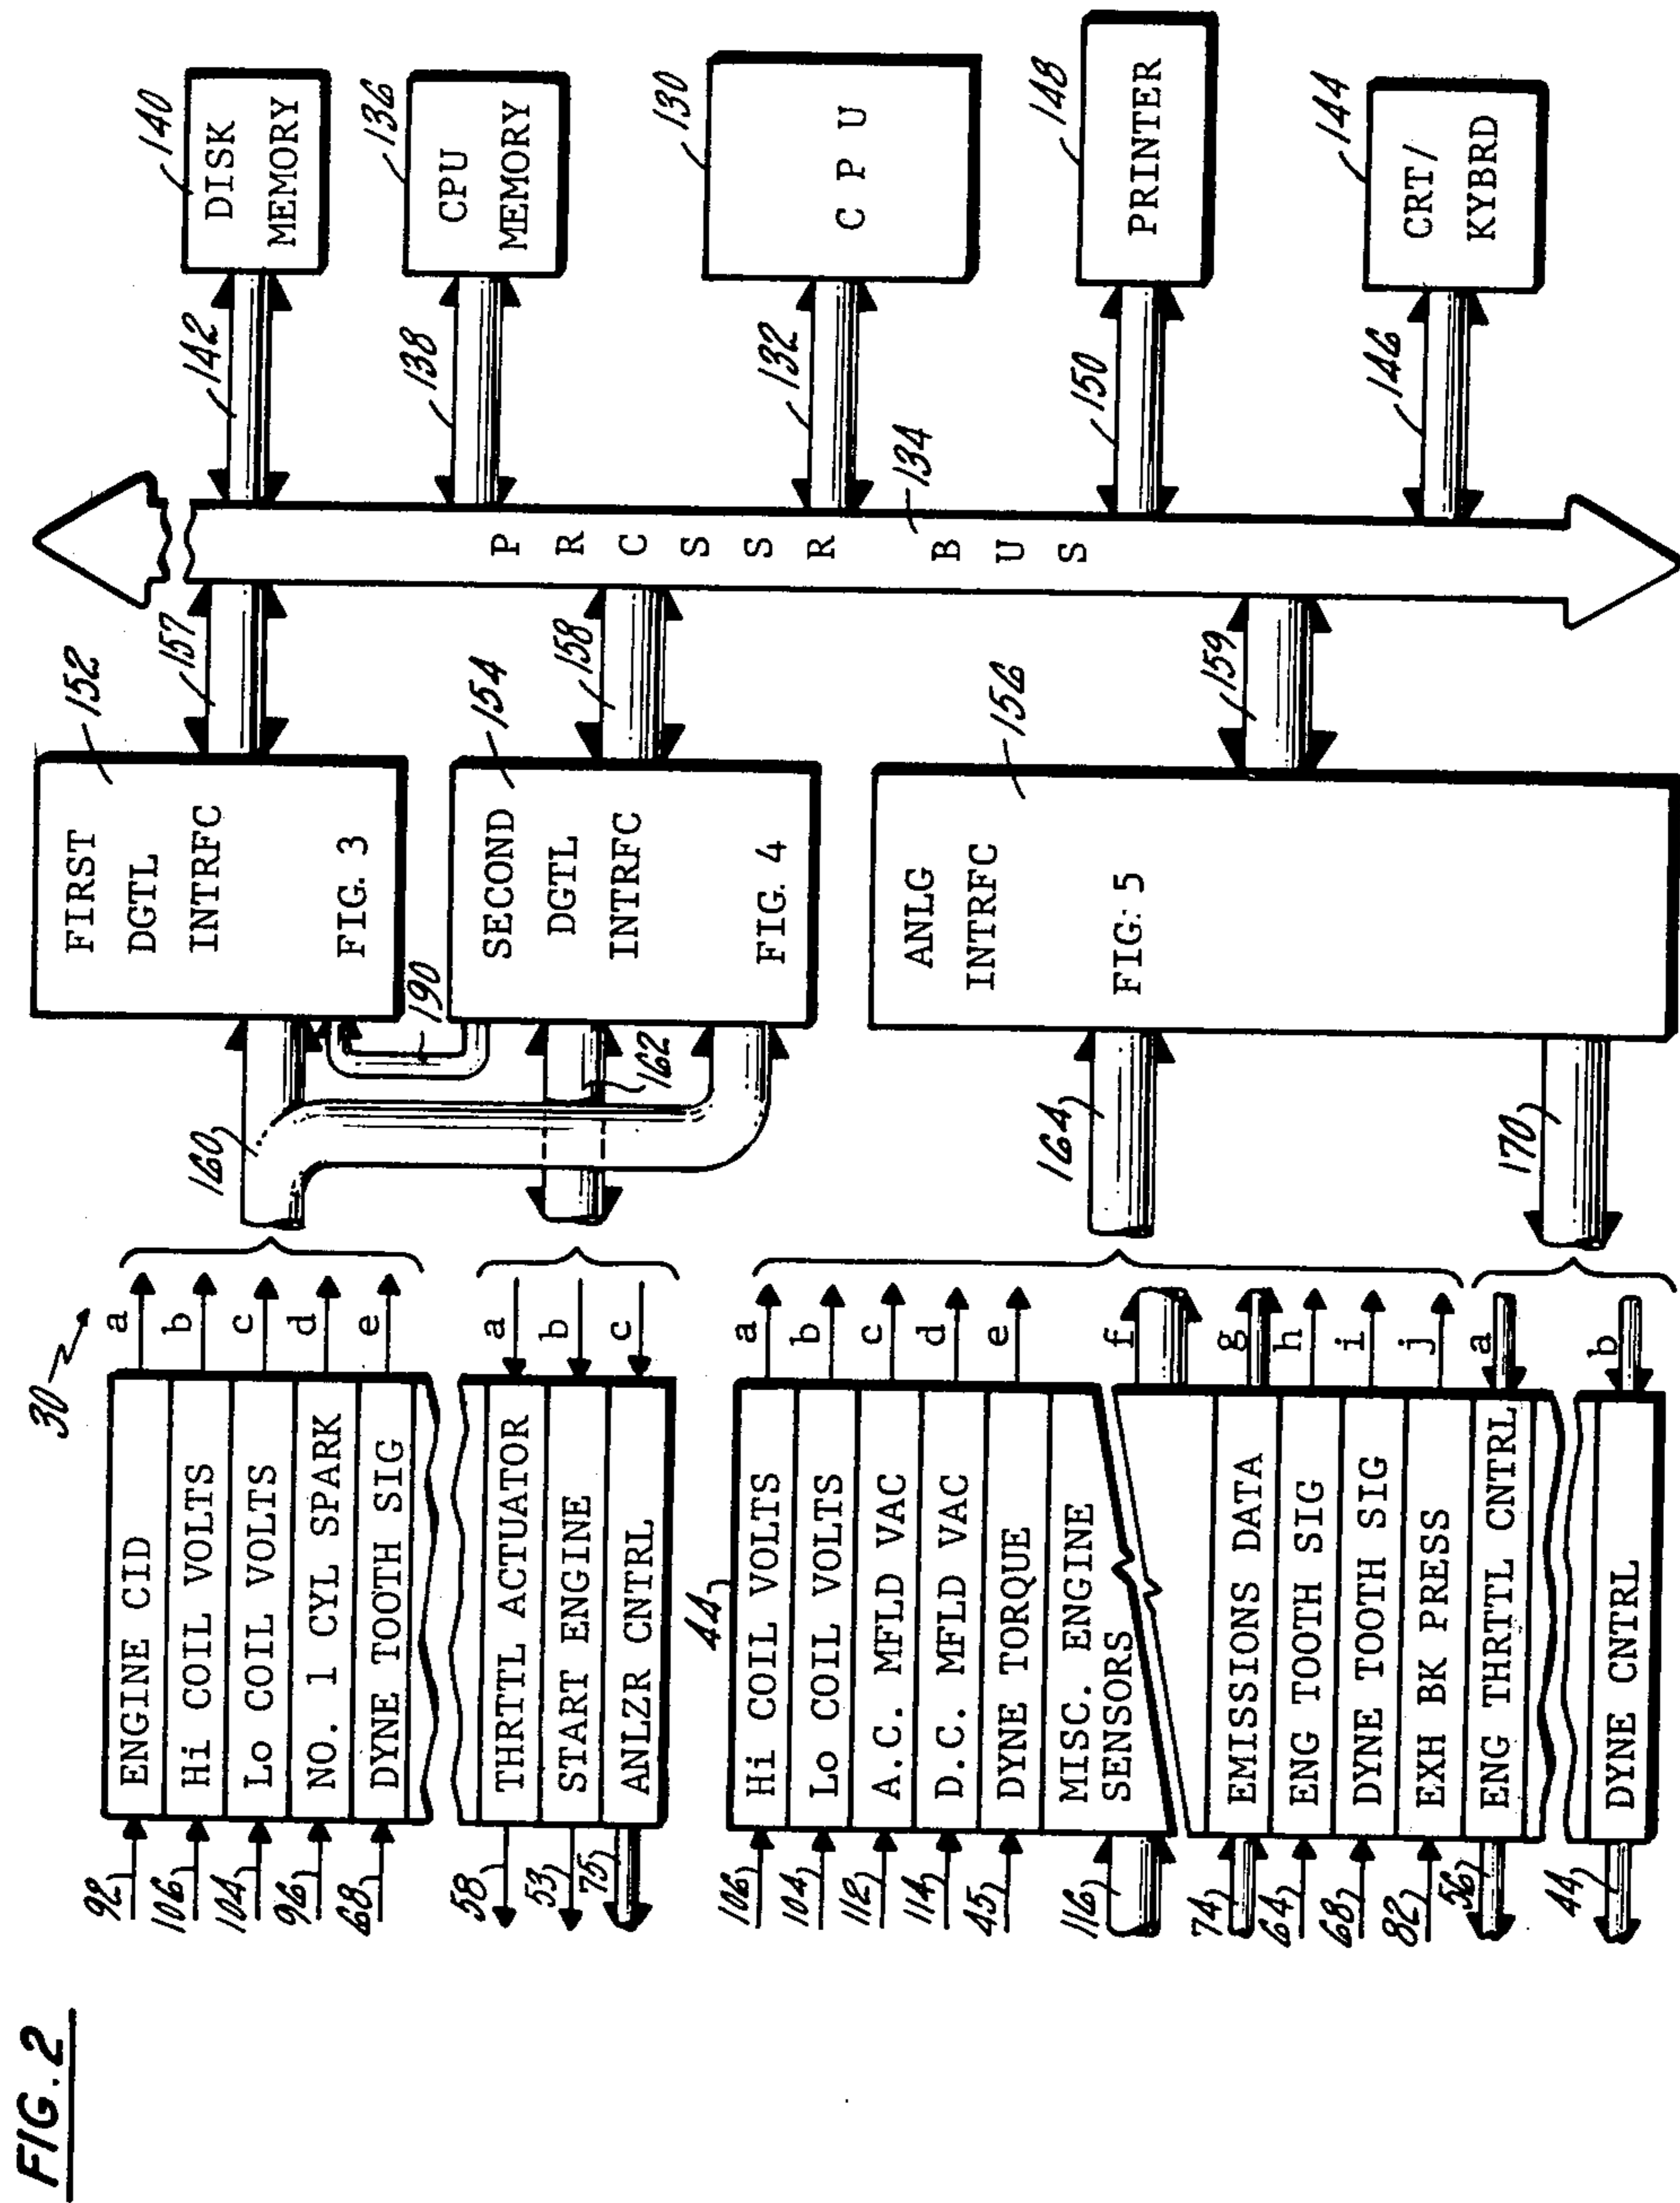 FIG. 2
30
92
ENGINE CID
a
106
Hi COIL VOLTS
b
104
Lo COIL VOLTS
c
96
NO. 1 CYL SPARK
d
68
DYNE TOOTH SIG
e
58
THRTTL ACTUATOR
a
53
START ENGINE
b
75
ANLZR CNTRL
c
44
106
Hi COIL VOLTS
a
104
Lo COIL VOLTS
b
112
A.C. MFLD VAC
c
114
D.C. MFLD VAC
d
45
DYNE TORQUE
e
116
MISC. ENGINE
SENSORS
f
74
EMISSIONS DATA
g
64
ENG TOOTH SIG
h
68
DYNE TOOTH SIG
i
82
EXH BK PRESS
j
56
ENG THRTTL CNTRL
a
44
DYNE CNTRL
b
160
190
162
164
170
152
FIRST
DGTL
INTRFC
FIG. 3
154
SECOND
DGTL
INTRFC
FIG. 4
156
ANLG
INTRFC
FIG. 5
157
158
159
PRCSSR BUS
134
142
138
132
150
146
140
DISK
MEMORY
136
CPU
MEMORY
130
CPU
148
PRINTER
144
CRT/
KYBRD